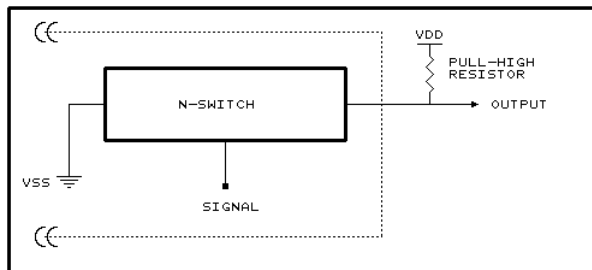 VDD
PULL-HIGH
RESISTOR
N-SWITCH
OUTPUT
VSS
SIGNAL